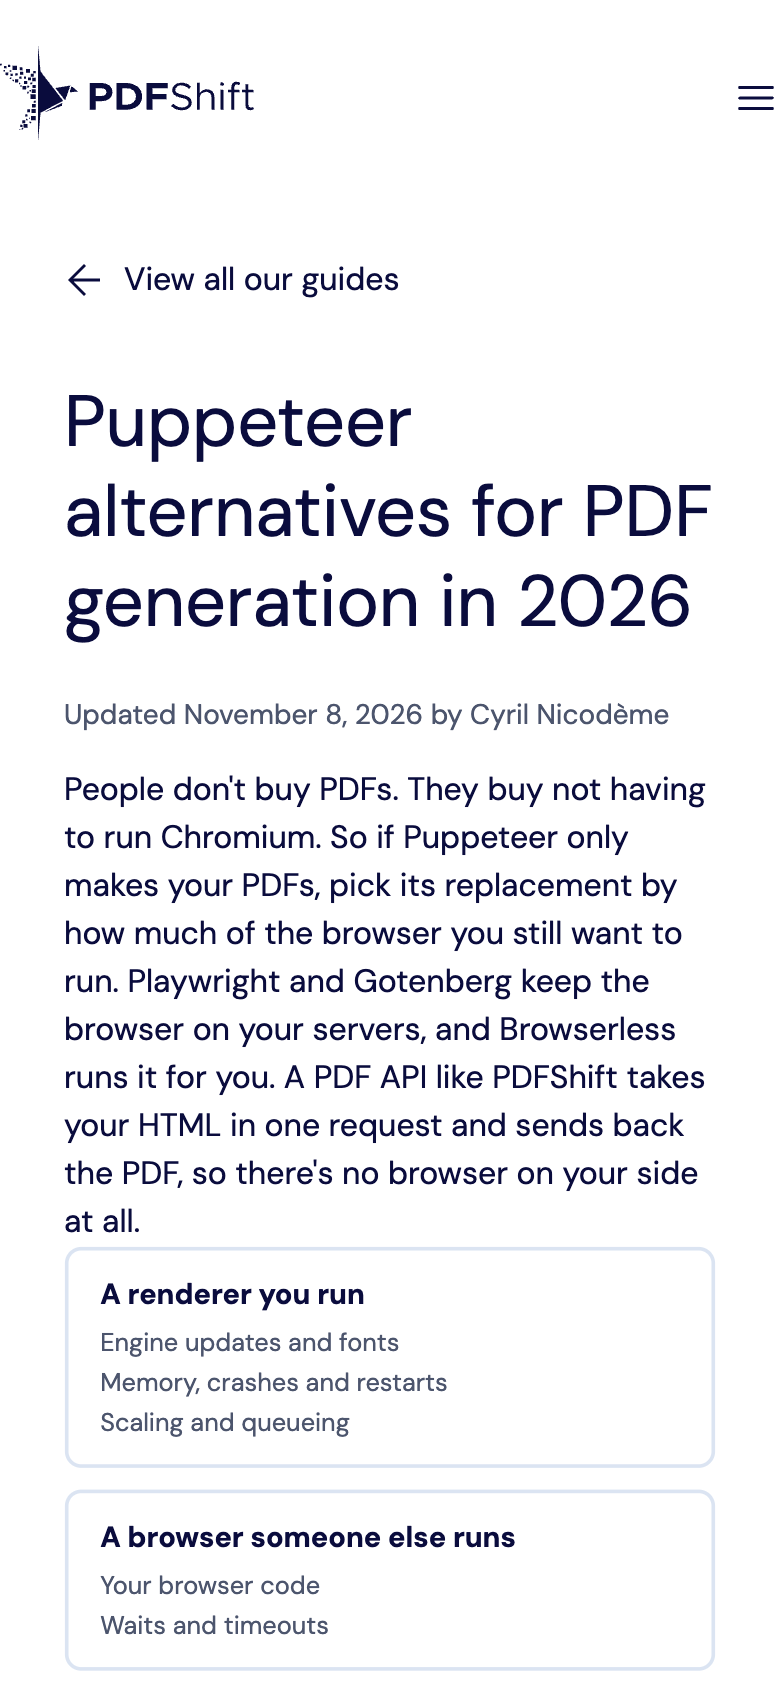 PDFShift
View all our guides
Puppeteer
alternatives for PDF
generation in 2026
Updated November 8, 2026 by Cyril Nicodème
People don't buy PDFs. They buy not having
to run Chromium. So if Puppeteer only
makes your PDFs, pick its replacement by
how much of the browser you still want to
run. Playwright and Gotenberg keep the
browser on your servers, and Browserless
runs it for you. A PDF API like PDFShift takes
your HTML in one request and sends back
the PDF, so there's no browser on your side
at all.
A renderer you run
Engine updates and fonts
Memory, crashes and restarts
Scaling and queueing
A browser someone else runs
Your browser code
Waits and timeouts